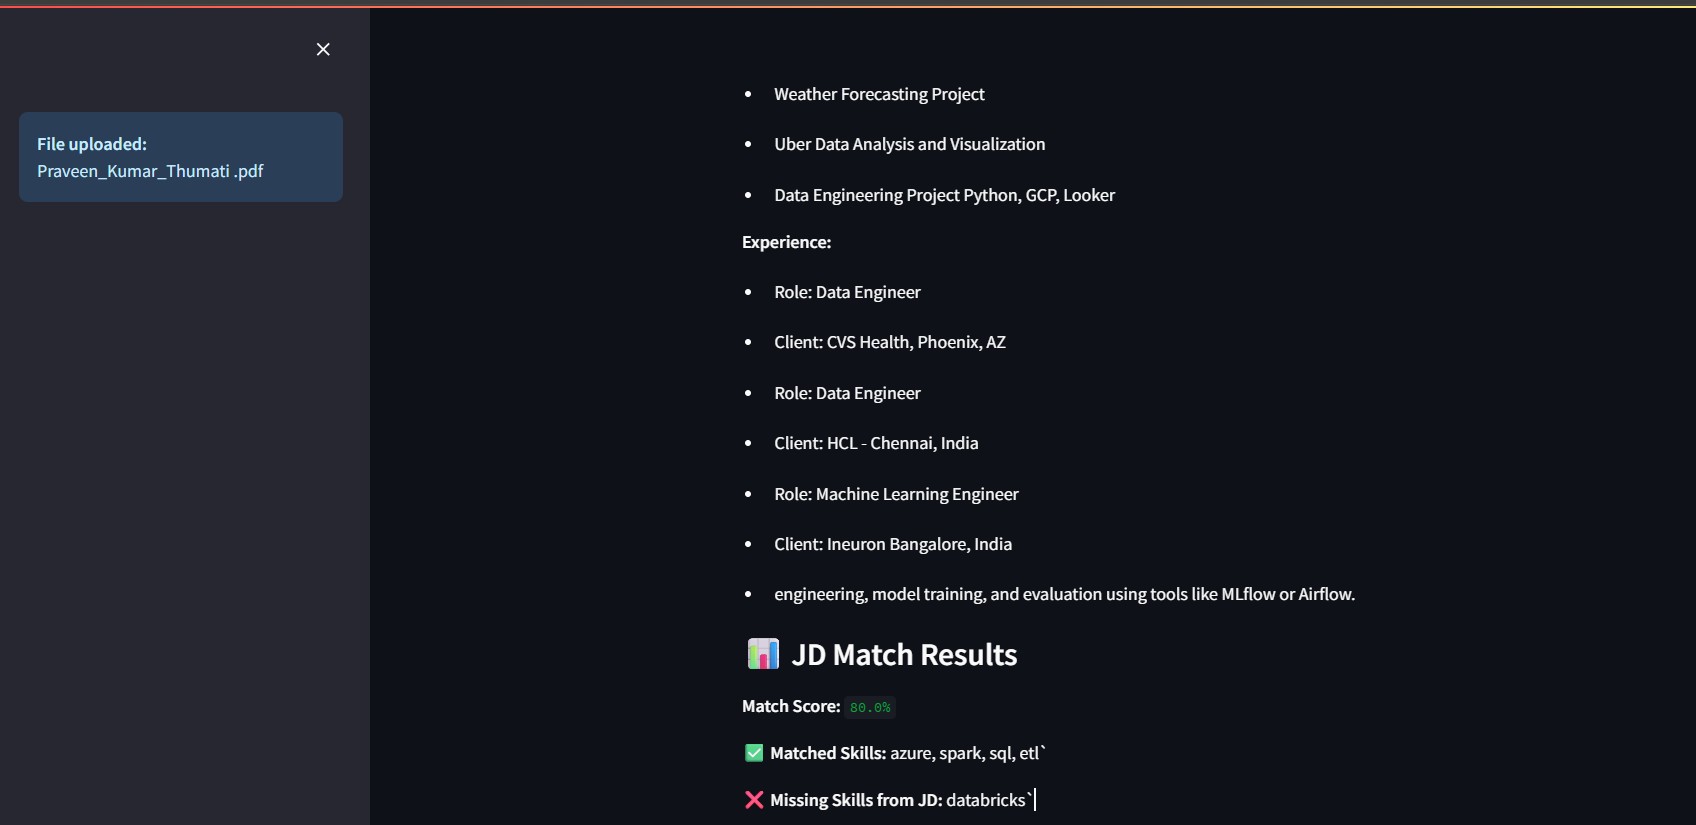 File uploaded:
Praveen_Kumar_Thumati .pdf
• Weather Forecasting Project
• Uber Data Analysis and Visualization
• Data Engineering Project Python, GCP, Looker
Experience:
• Role: Data Engineer
• Client: CVS Health, Phoenix, AZ
• Role: Data Engineer
• Client: HCL - Chennai, India
• Role: Machine Learning Engineer
• Client: Ineuron Bangalore, India
• engineering, model training, and evaluation using tools like MLflow or Airflow.
📊 JD Match Results
Match Score: 80.0%
✅ Matched Skills: azure, spark, sql, etl`
❌ Missing Skills from JD: databricks`